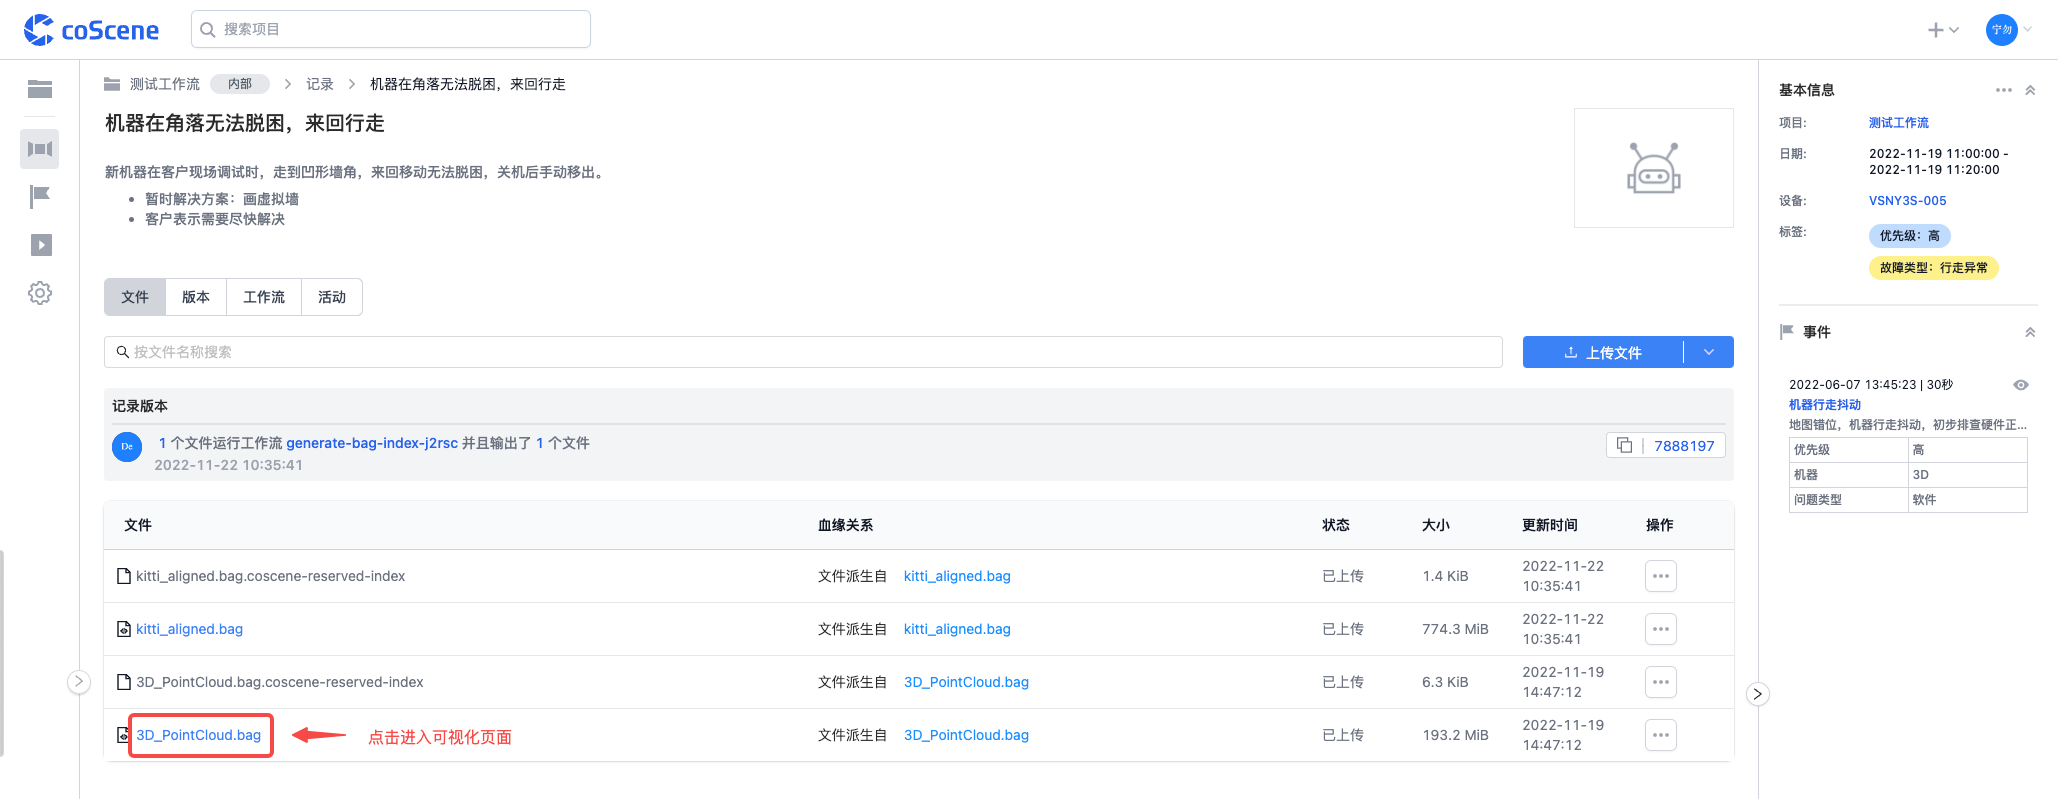 coScene
搜索项目
宁勿
测试工作流 内部 > 记录 > 机器在角落无法脱困，来回行走
机器在角落无法脱困，来回行走
新机器在客户现场调试时，走到凹形墙角，来回移动无法脱困，关机后手动移出。
• 暂时解决方案：画虚拟墙
• 客户表示需要尽快解决
文件 版本 工作流 活动
按文件名称搜索
上传文件
记录版本
De
1 个文件运行工作流 generate-bag-index-j2rsc 并且输出了 1 个文件
2022-11-22 10:35:41
7888197
文件 血缘关系 状态 大小 更新时间 操作
kitti_aligned.bag.coscene-reserved-index 文件派生自 kitti_aligned.bag 已上传 1.4 KiB 2022-11-22
10:35:41
kitti_aligned.bag 文件派生自 kitti_aligned.bag 已上传 774.3 MiB 2022-11-22
10:35:41
3D_PointCloud.bag.coscene-reserved-index 文件派生自 3D_PointCloud.bag 已上传 6.3 KiB 2022-11-19
14:47:12
3D_PointCloud.bag 点击进入可视化页面 文件派生自 3D_PointCloud.bag 已上传 193.2 MiB 2022-11-19
14:47:12
基本信息
项目: 测试工作流
日期: 2022-11-19 11:00:00 -
2022-11-19 11:20:00
设备: VSNY3S-005
标签: 优先级：高
故障类型：行走异常
事件
2022-06-07 13:45:23 | 30秒
机器行走抖动
地图错位，机器行走抖动，初步排查硬件正...
优先级 高
机器 3D
问题类型 软件